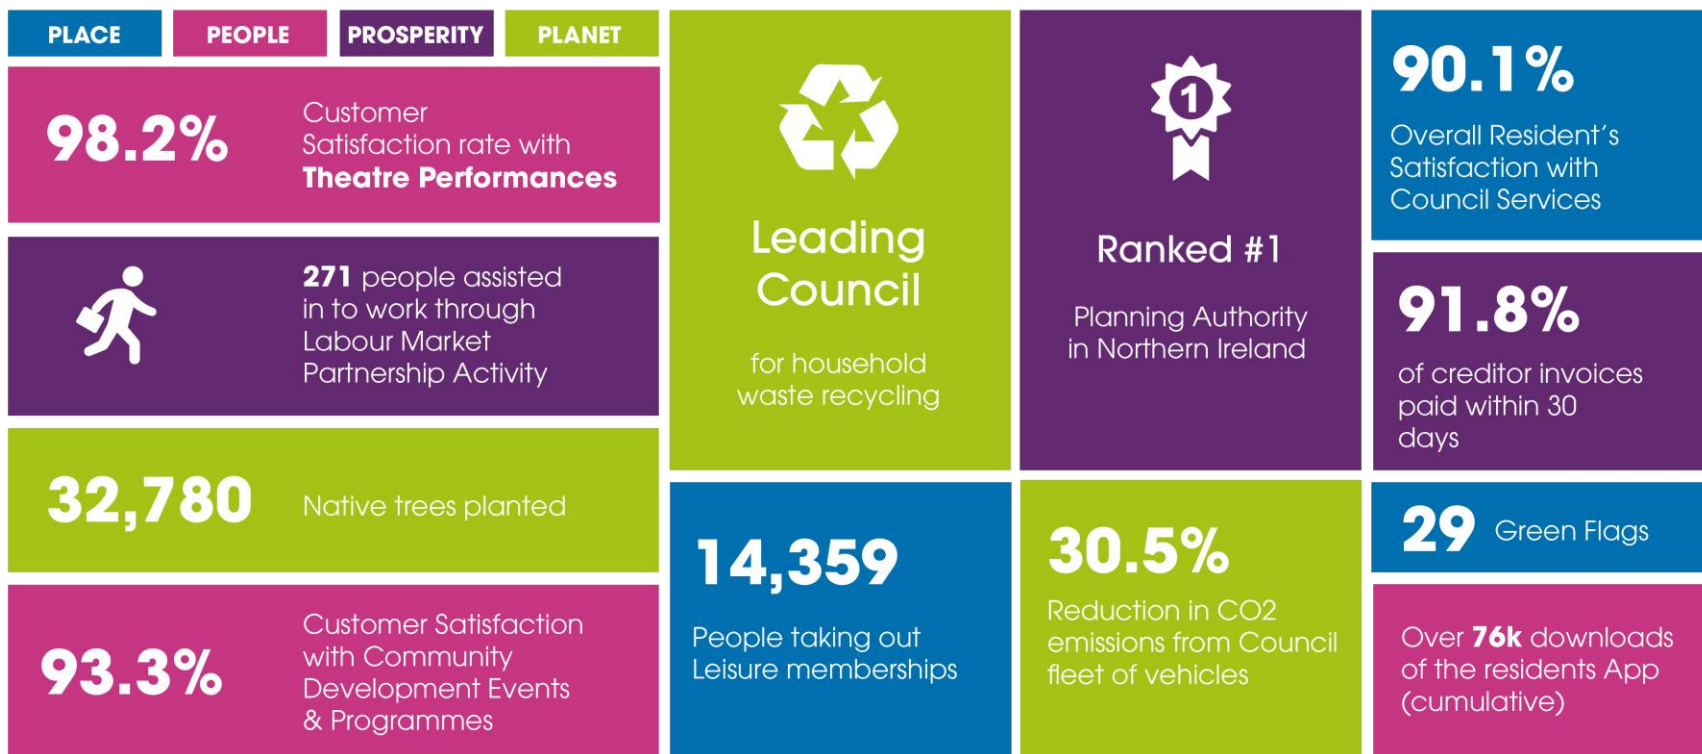 PLACE
PEOPLE
PROSPERITY
PLANET
98.2%
Customer
Satisfaction rate with
Theatre Performances
271 people assisted
in to work through
Labour Market
Partnership Activity
32,780
Native trees planted
93.3%
Customer Satisfaction
with Community
Development Events
& Programmes
Leading
Council
for household
waste recycling
14,359
People taking out
Leisure memberships
1
Ranked #1
Planning Authority
in Northern Ireland
30.5%
Reduction in CO2
emissions from Council
fleet of vehicles
90.1%
Overall Resident's
Satisfaction with
Council Services
91.8%
of creditor invoices
paid within 30
days
29 Green Flags
Over 76k downloads
of the residents App
(cumulative)